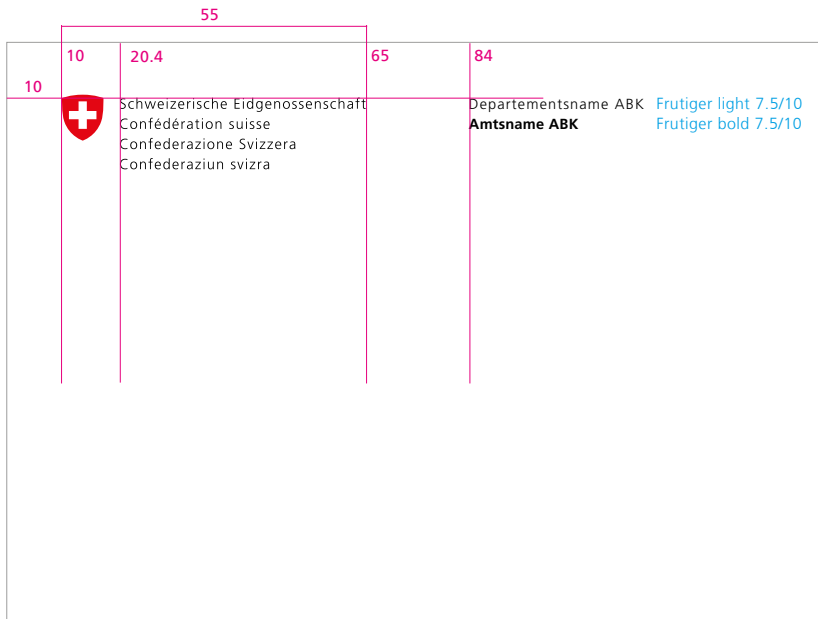 55
10 20.4 65 84
10
Schweizerische Eidgenossenschaft
Confédération suisse
Confederazione Svizzera
Confederaziun svizra
Departementsname ABK Frutiger light 7.5/10
Amtsname ABK Frutiger bold 7.5/10